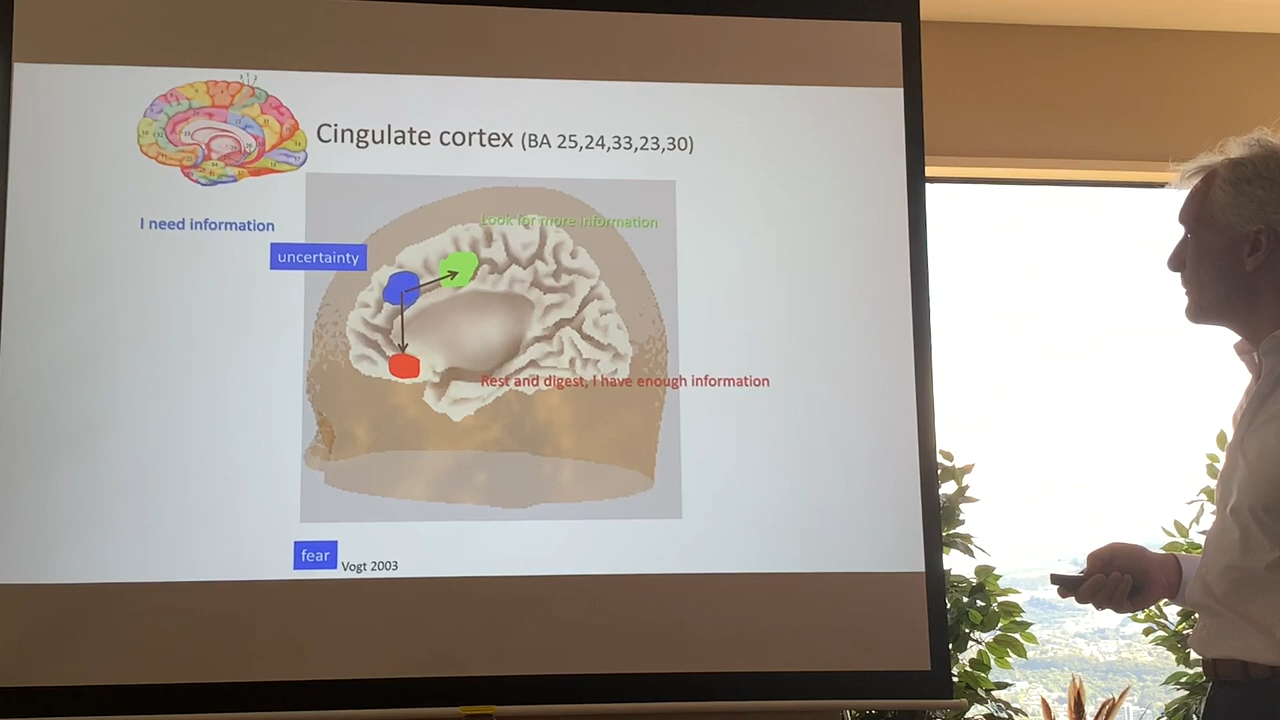 Cingulate cortex (BA 25,24,33,23,30)
I need information
Look for more information
uncertainty
Rest and digest, I have enough information
fear
Vogt 2003